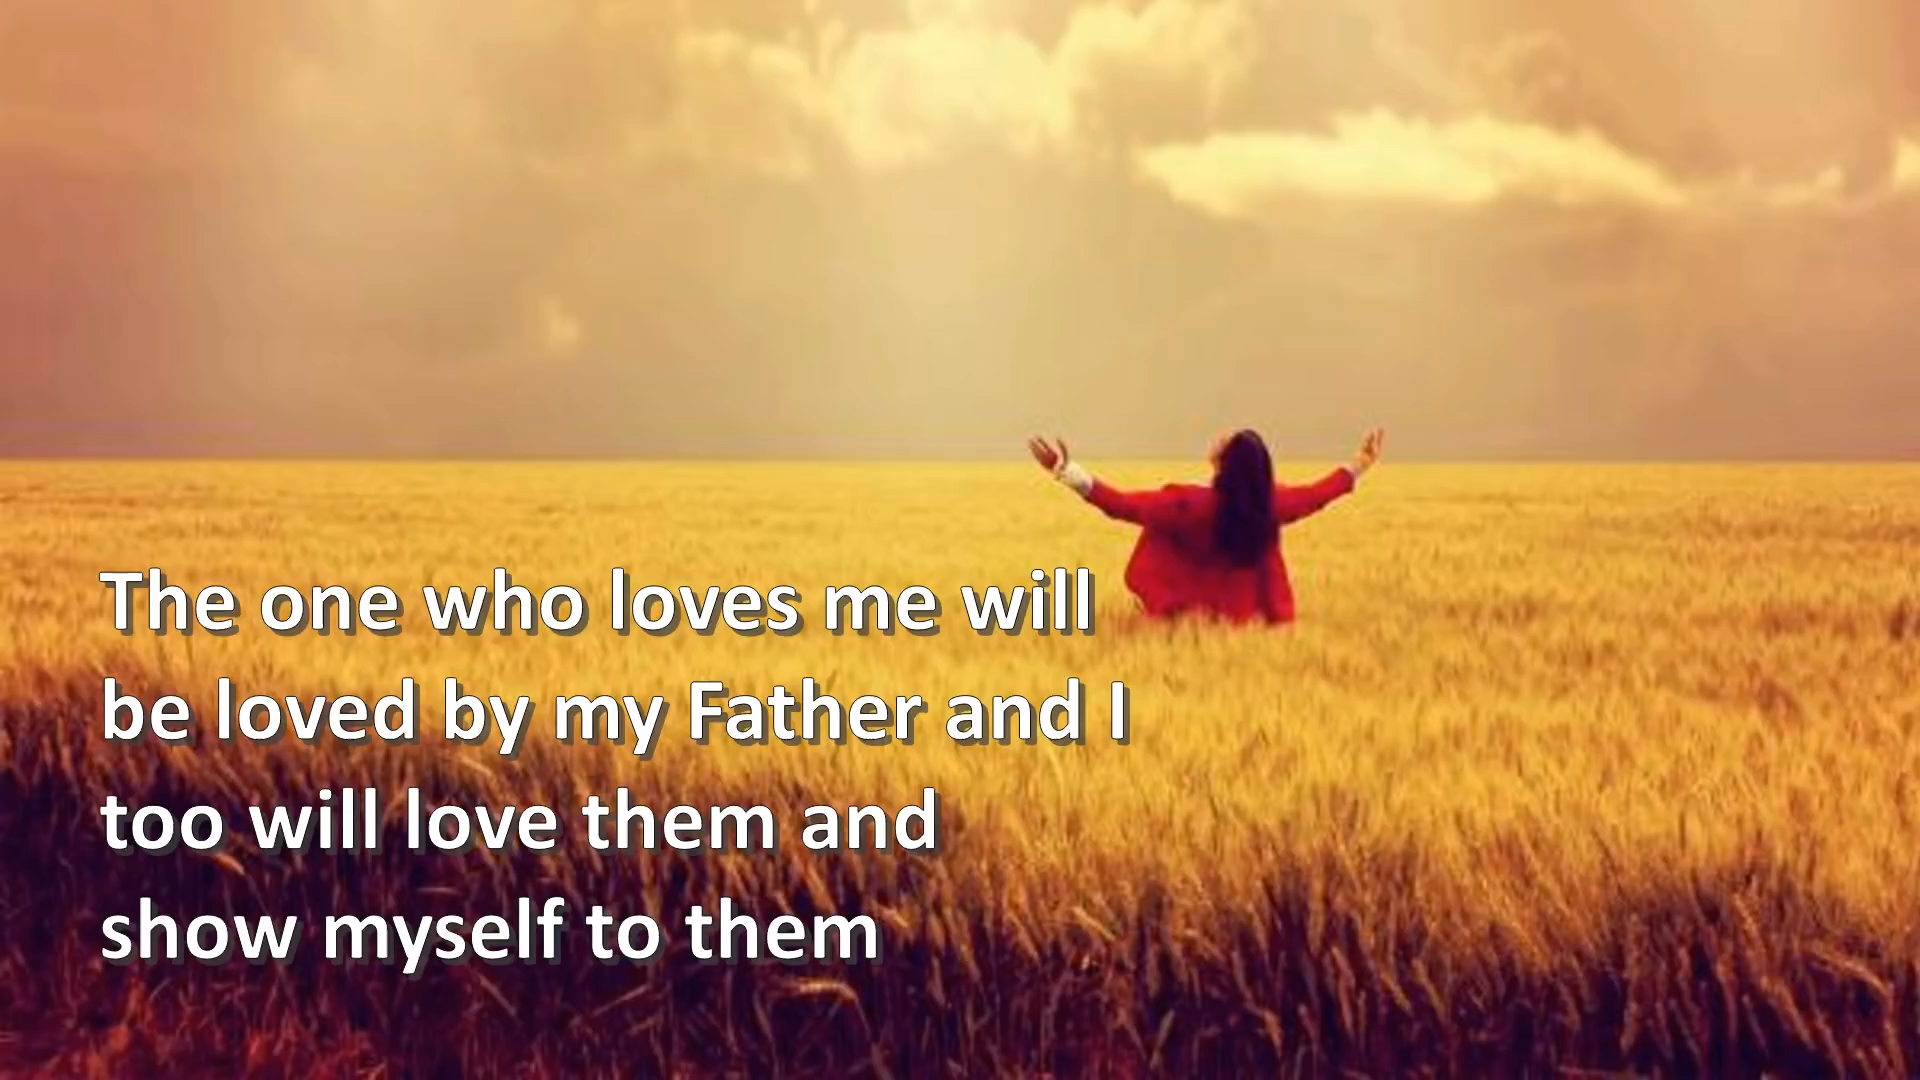 The one who loves me will
be loved by my Father and I
too will love them and
show myself to them